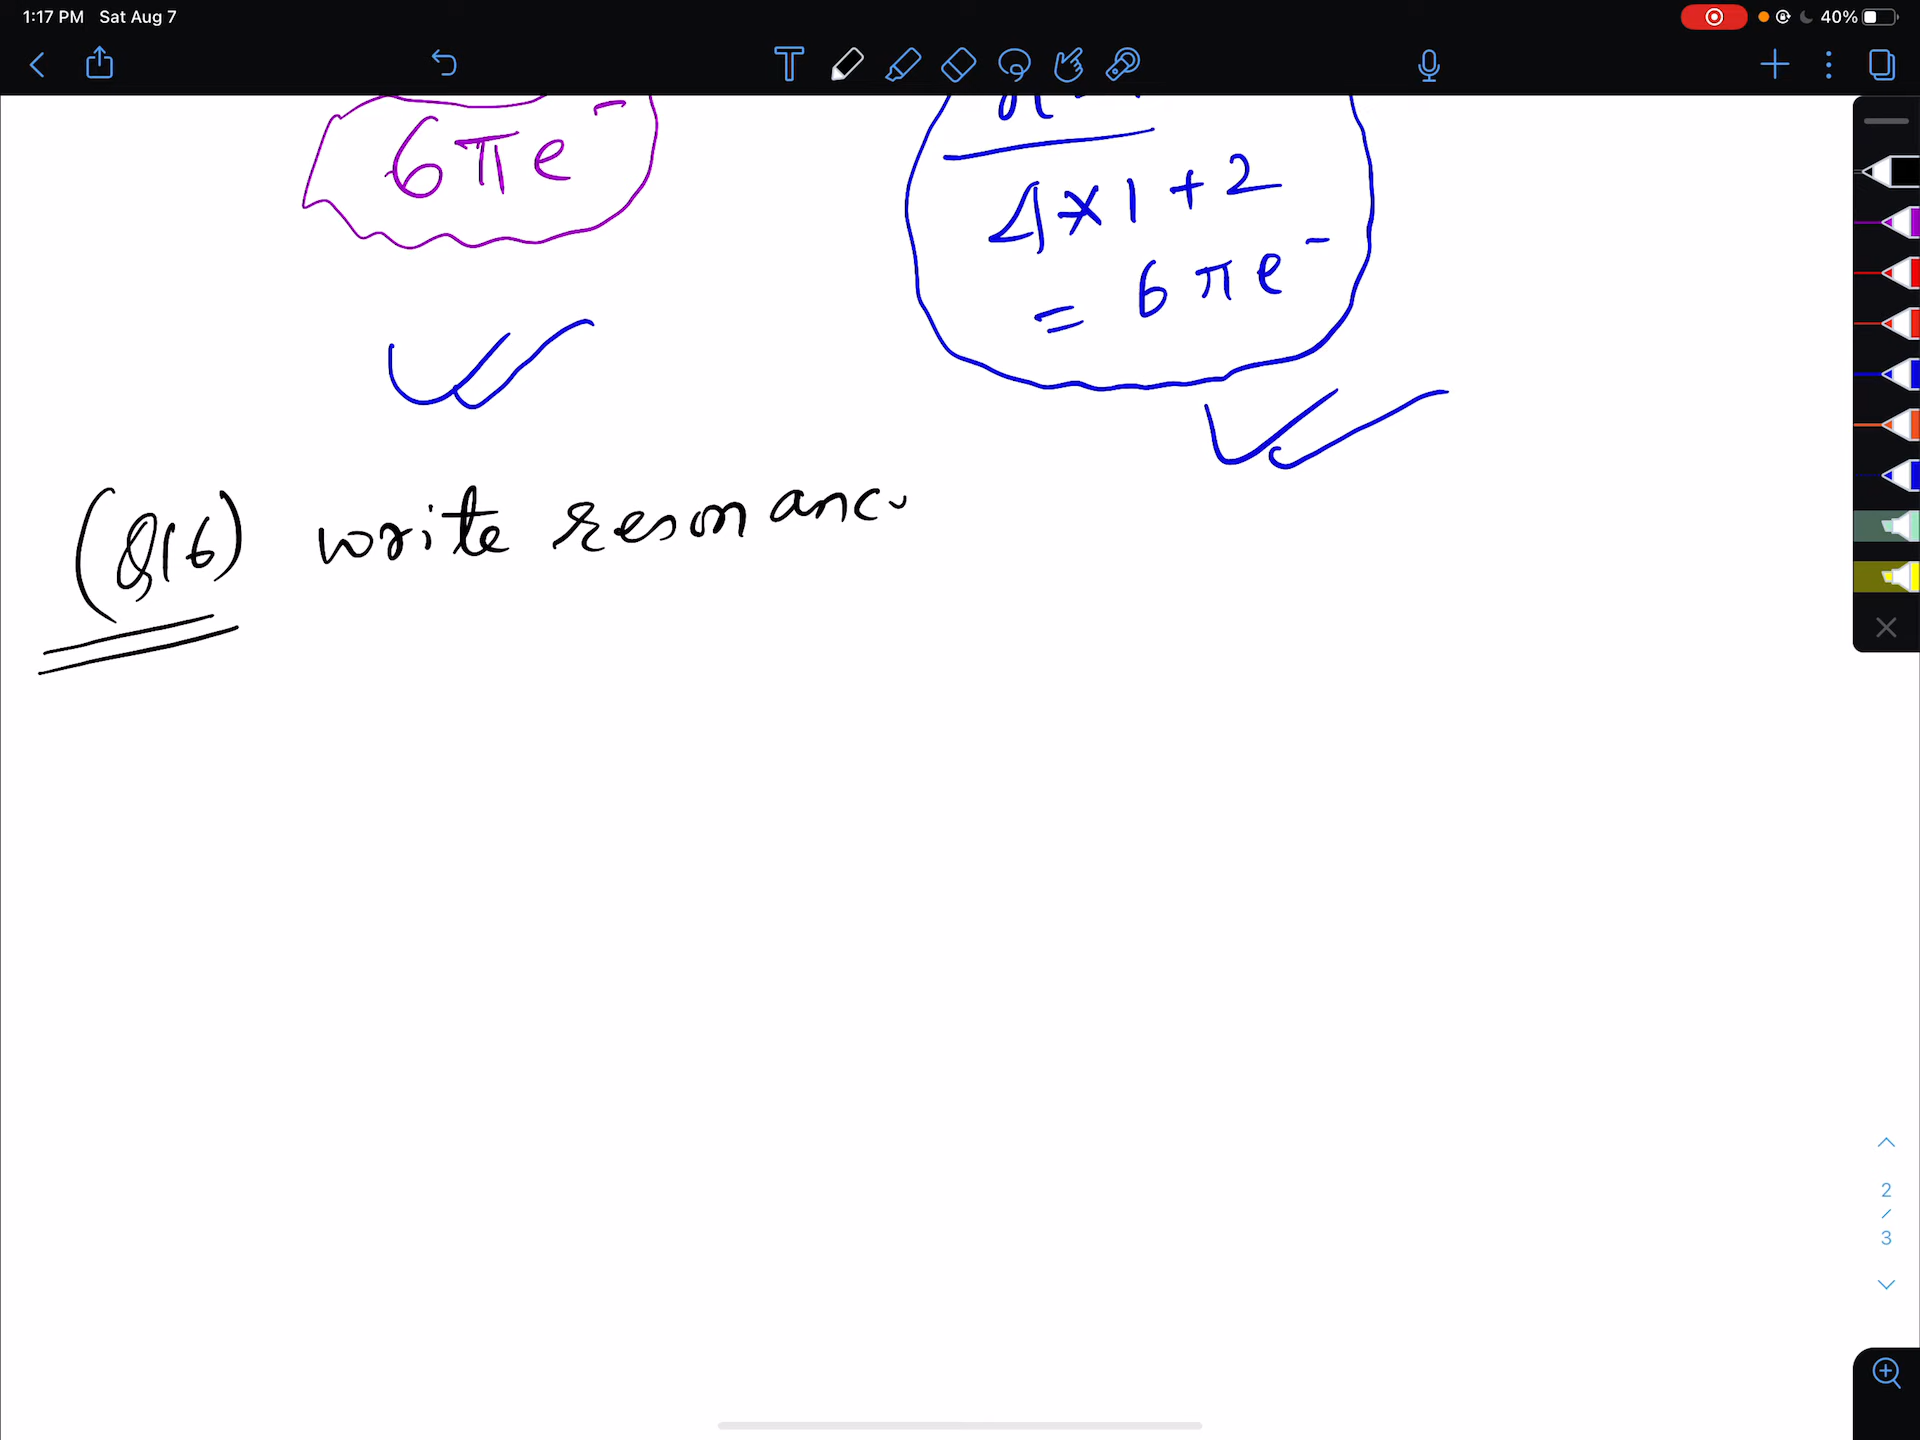 1:17 PM Sat Aug 7
40%
6πe⁻
4×1+2
= 6πe⁻
(Q16) write resonanc
2
/
3